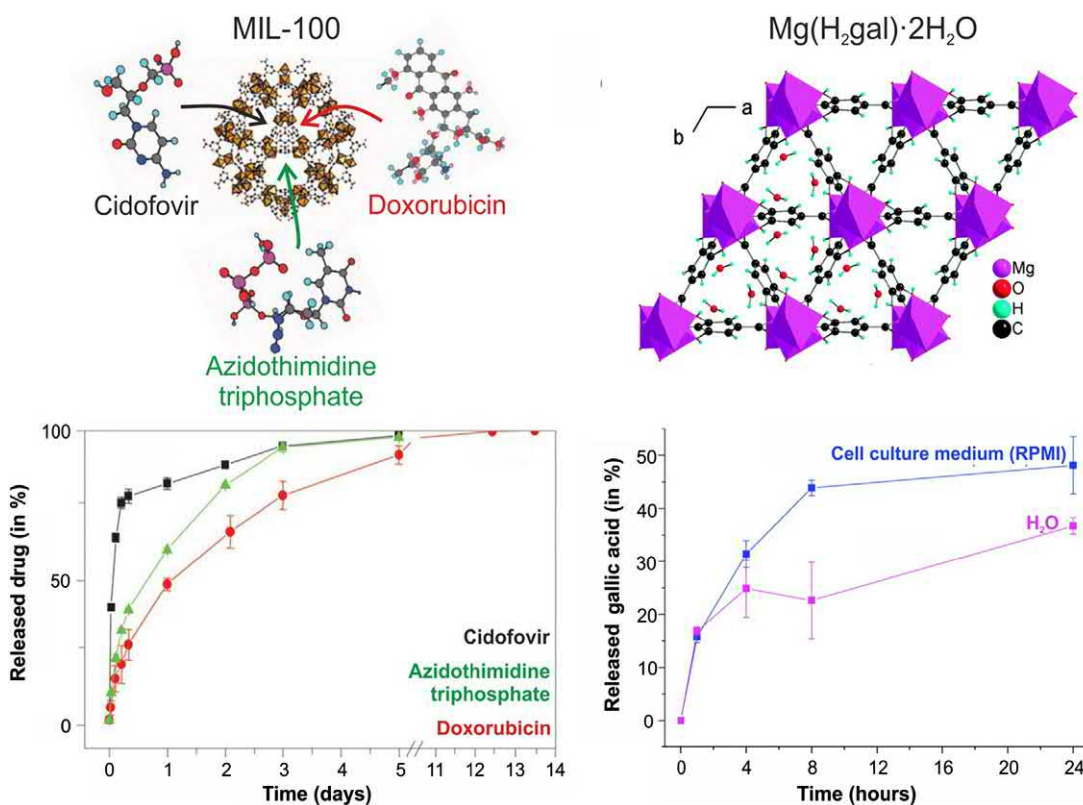 MIL-100
Cidofovir
Doxorubicin
Azidothimidine
triphosphate
Mg(H₂gal)·2H₂O
a
b
Mg
O
H
C
Released drug (in %)
100
50
0
Cidofovir
Azidothimidine
triphosphate
Doxorubicin
0 1 2 3 4 5 11 12 13 14
Time (days)
Released gallic acid (in %)
50
40
30
20
10
0
Cell culture medium (RPMI)
H₂O
0 4 8 12 16 20 24
Time (hours)